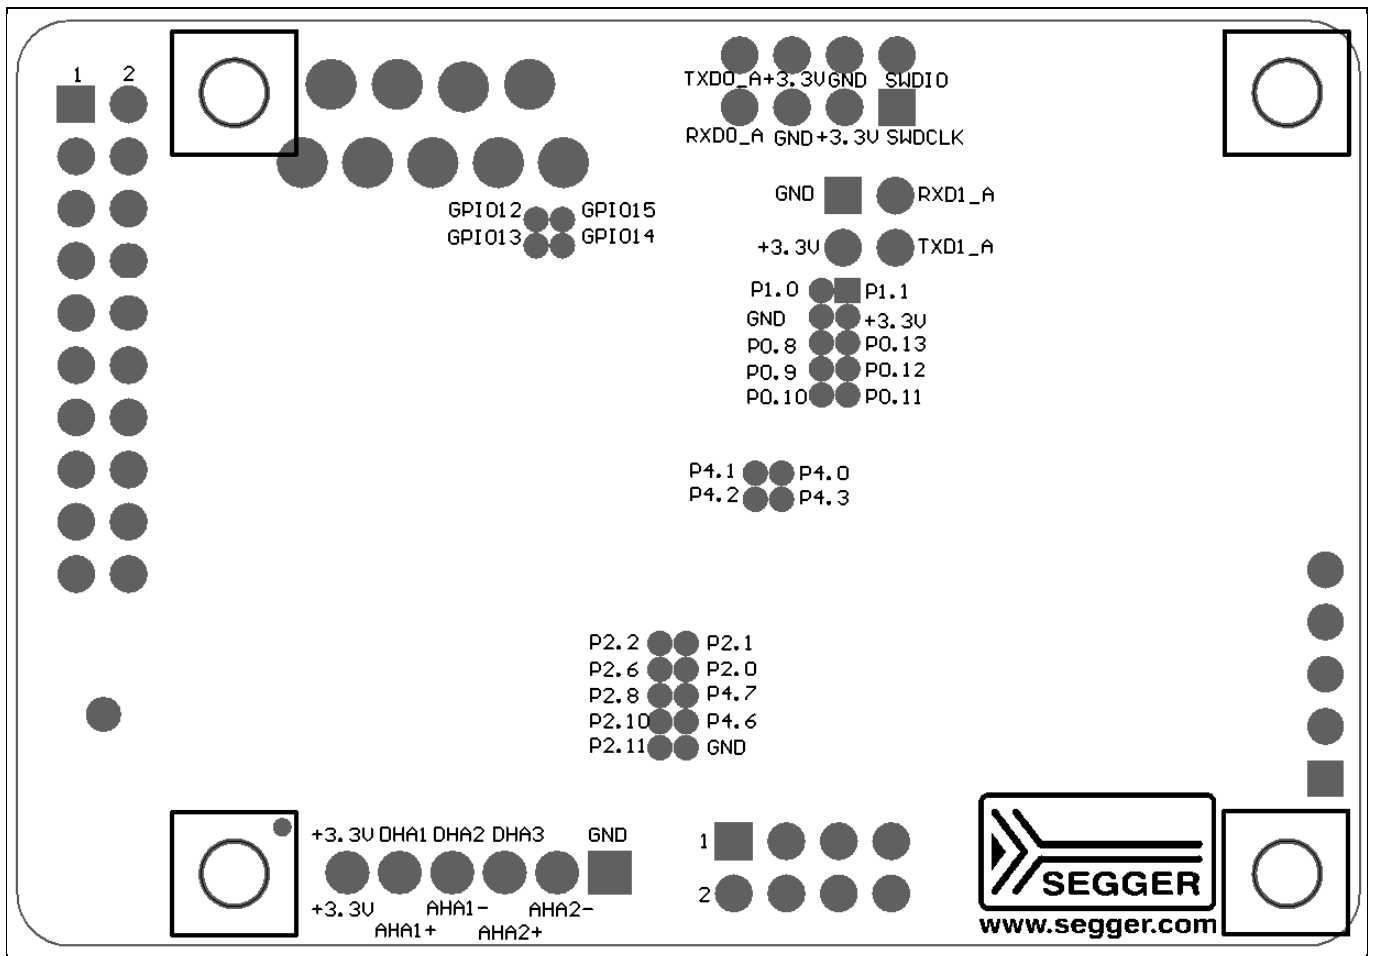 1 2
TXD0_A +3.3V GND SWDIO
RXD0_A GND +3.3V SWDCLK
GND RXD1_A
+3.3V TXD1_A
GPIO12 GPIO15
GPIO13 GPIO14
P1.0 P1.1
GND +3.3V
P0.8 P0.13
P0.9 P0.12
P0.10 P0.11
P4.1 P4.0
P4.2 P4.3
P2.2 P2.1
P2.6 P2.0
P2.8 P4.7
P2.10 P4.6
P2.11 GND
+3.3V DHA1 DHA2 DHA3 GND
+3.3V AHA1+ AHA1- AHA2+ AHA2-
1
2
SEGGER
www.segger.com